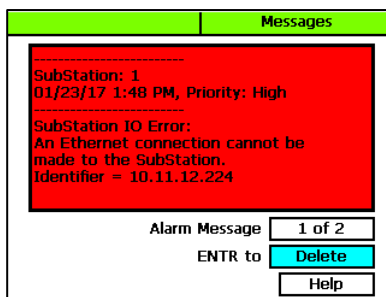 Messages
-------------------------
SubStation: 1
01/23/17 1:48 PM, Priority: High
-------------------------
SubStation IO Error:
An Ethernet connection cannot be
made to the SubStation.
Identifier = 10.11.12.224
Alarm Message 1 of 2
ENTR to Delete
Help